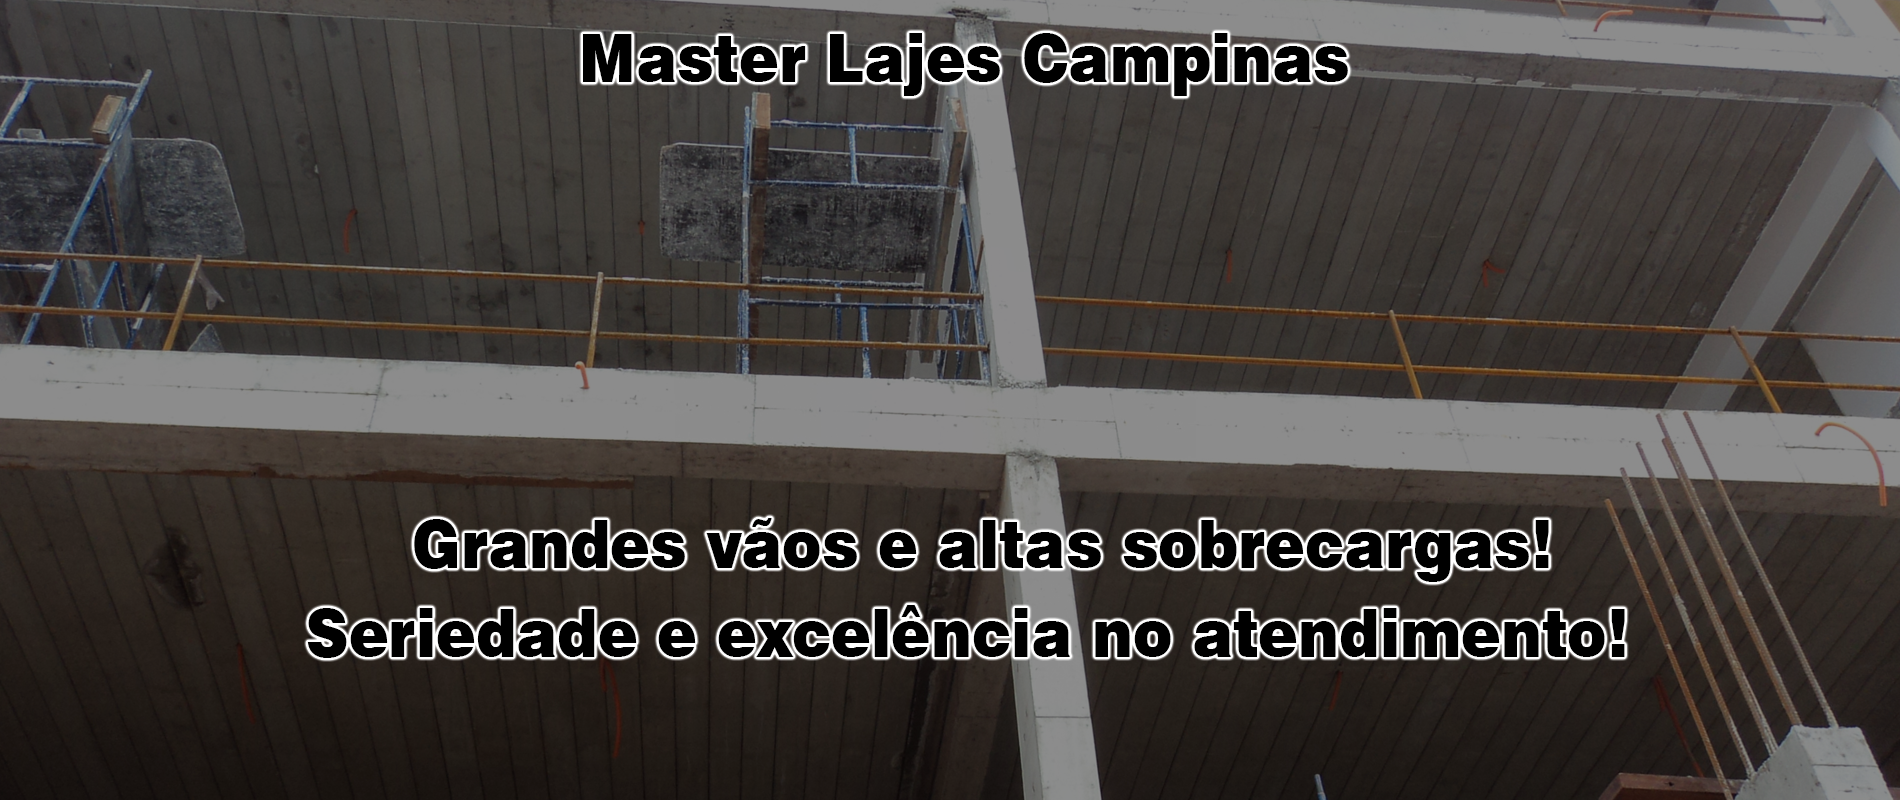 Master Lajes Campinas
Grandes vãos e altas sobrecargas!
Seriedade e excelência no atendimento!